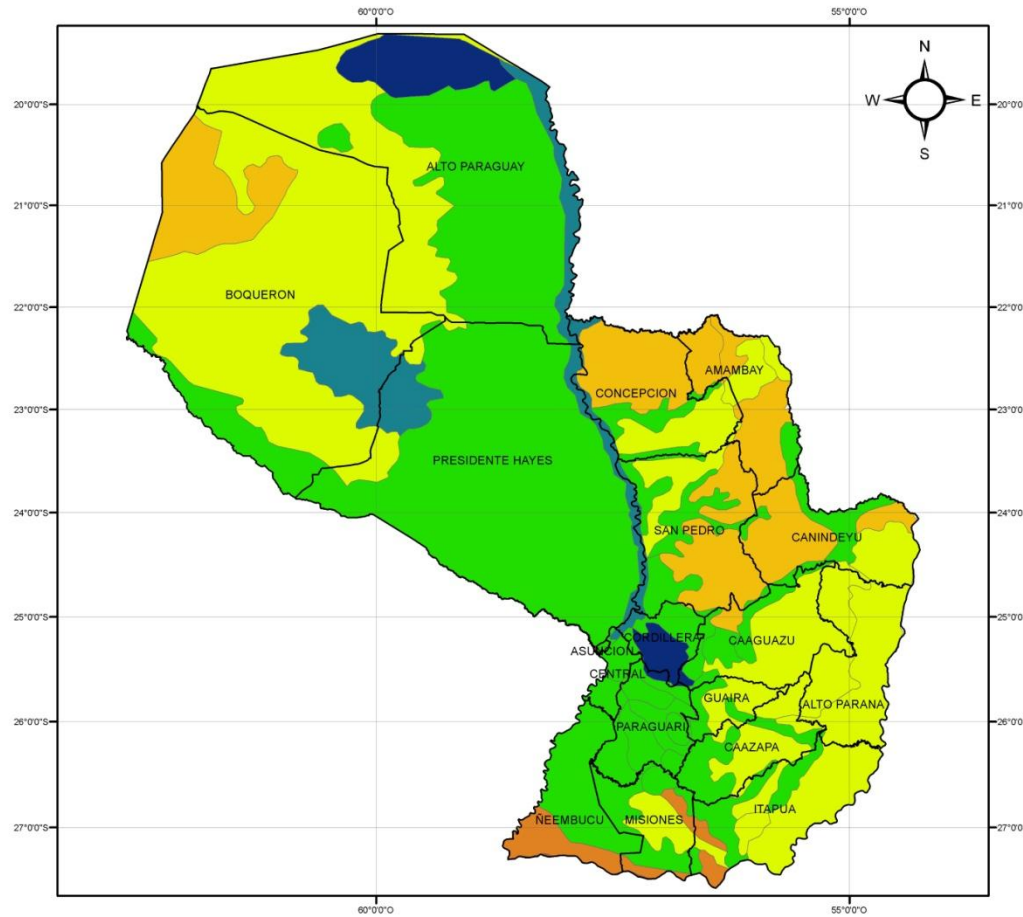 60°0'0"O 55°0'0"O
N
W E
S
20°0'0"S 20°0'0"S
ALTO PARAGUAY
21°0'0"S 21°0'0"S
BOQUERON
22°0'0"S 22°0'0"S
AMAMBAY
CONCEPCION
23°0'0"S 23°0'0"S
PRESIDENTE HAYES
24°0'0"S 24°0'0"S
SAN PEDRO
CANINDEYU
25°0'0"S 25°0'0"S
CORDILLERA
CAAGUAZU
ASUNCION
CENTRAL
GUAIRA
ALTO PARANA
26°0'0"S 26°0'0"S
PARAGUARI
CAAZAPA
ITAPUA
ÑEEMBUCU
MISIONES
27°0'0"S 27°0'0"S
60°0'0"O 55°0'0"O